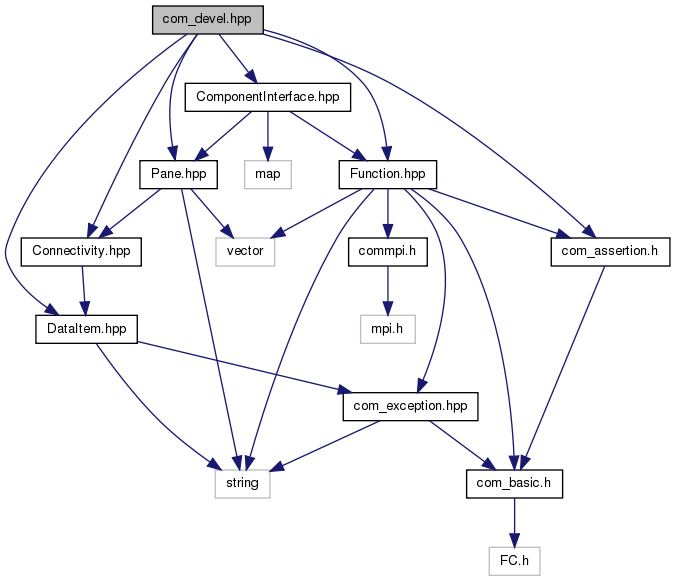 com_devel.hpp
ComponentInterface.hpp
Pane.hpp
map
Function.hpp
Connectivity.hpp
vector
commpi.h
com_assertion.h
DataItem.hpp
mpi.h
com_exception.hpp
string
com_basic.h
FC.h